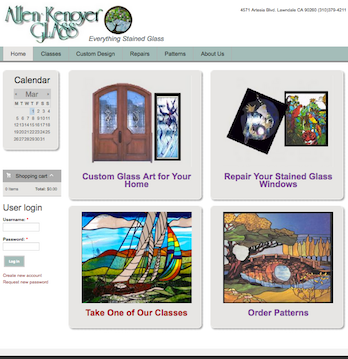 Allen-Kenoyer
GLASS
Everything Stained Glass
4071 Artesia Blvd. Lawndale CA 90260 (310)379-4211
Home Classes Custom Design Repairs Patterns About Us
Calendar
« Mar »
M T W T F S S
Shopping cart
0 items Total: $0.00
User login
Username: *
Password: *
Log in
Create new account
Request new password
Custom Glass Art for Your
Home
Repair Your Stained Glass
Windows
Take One of Our Classes
Order Patterns